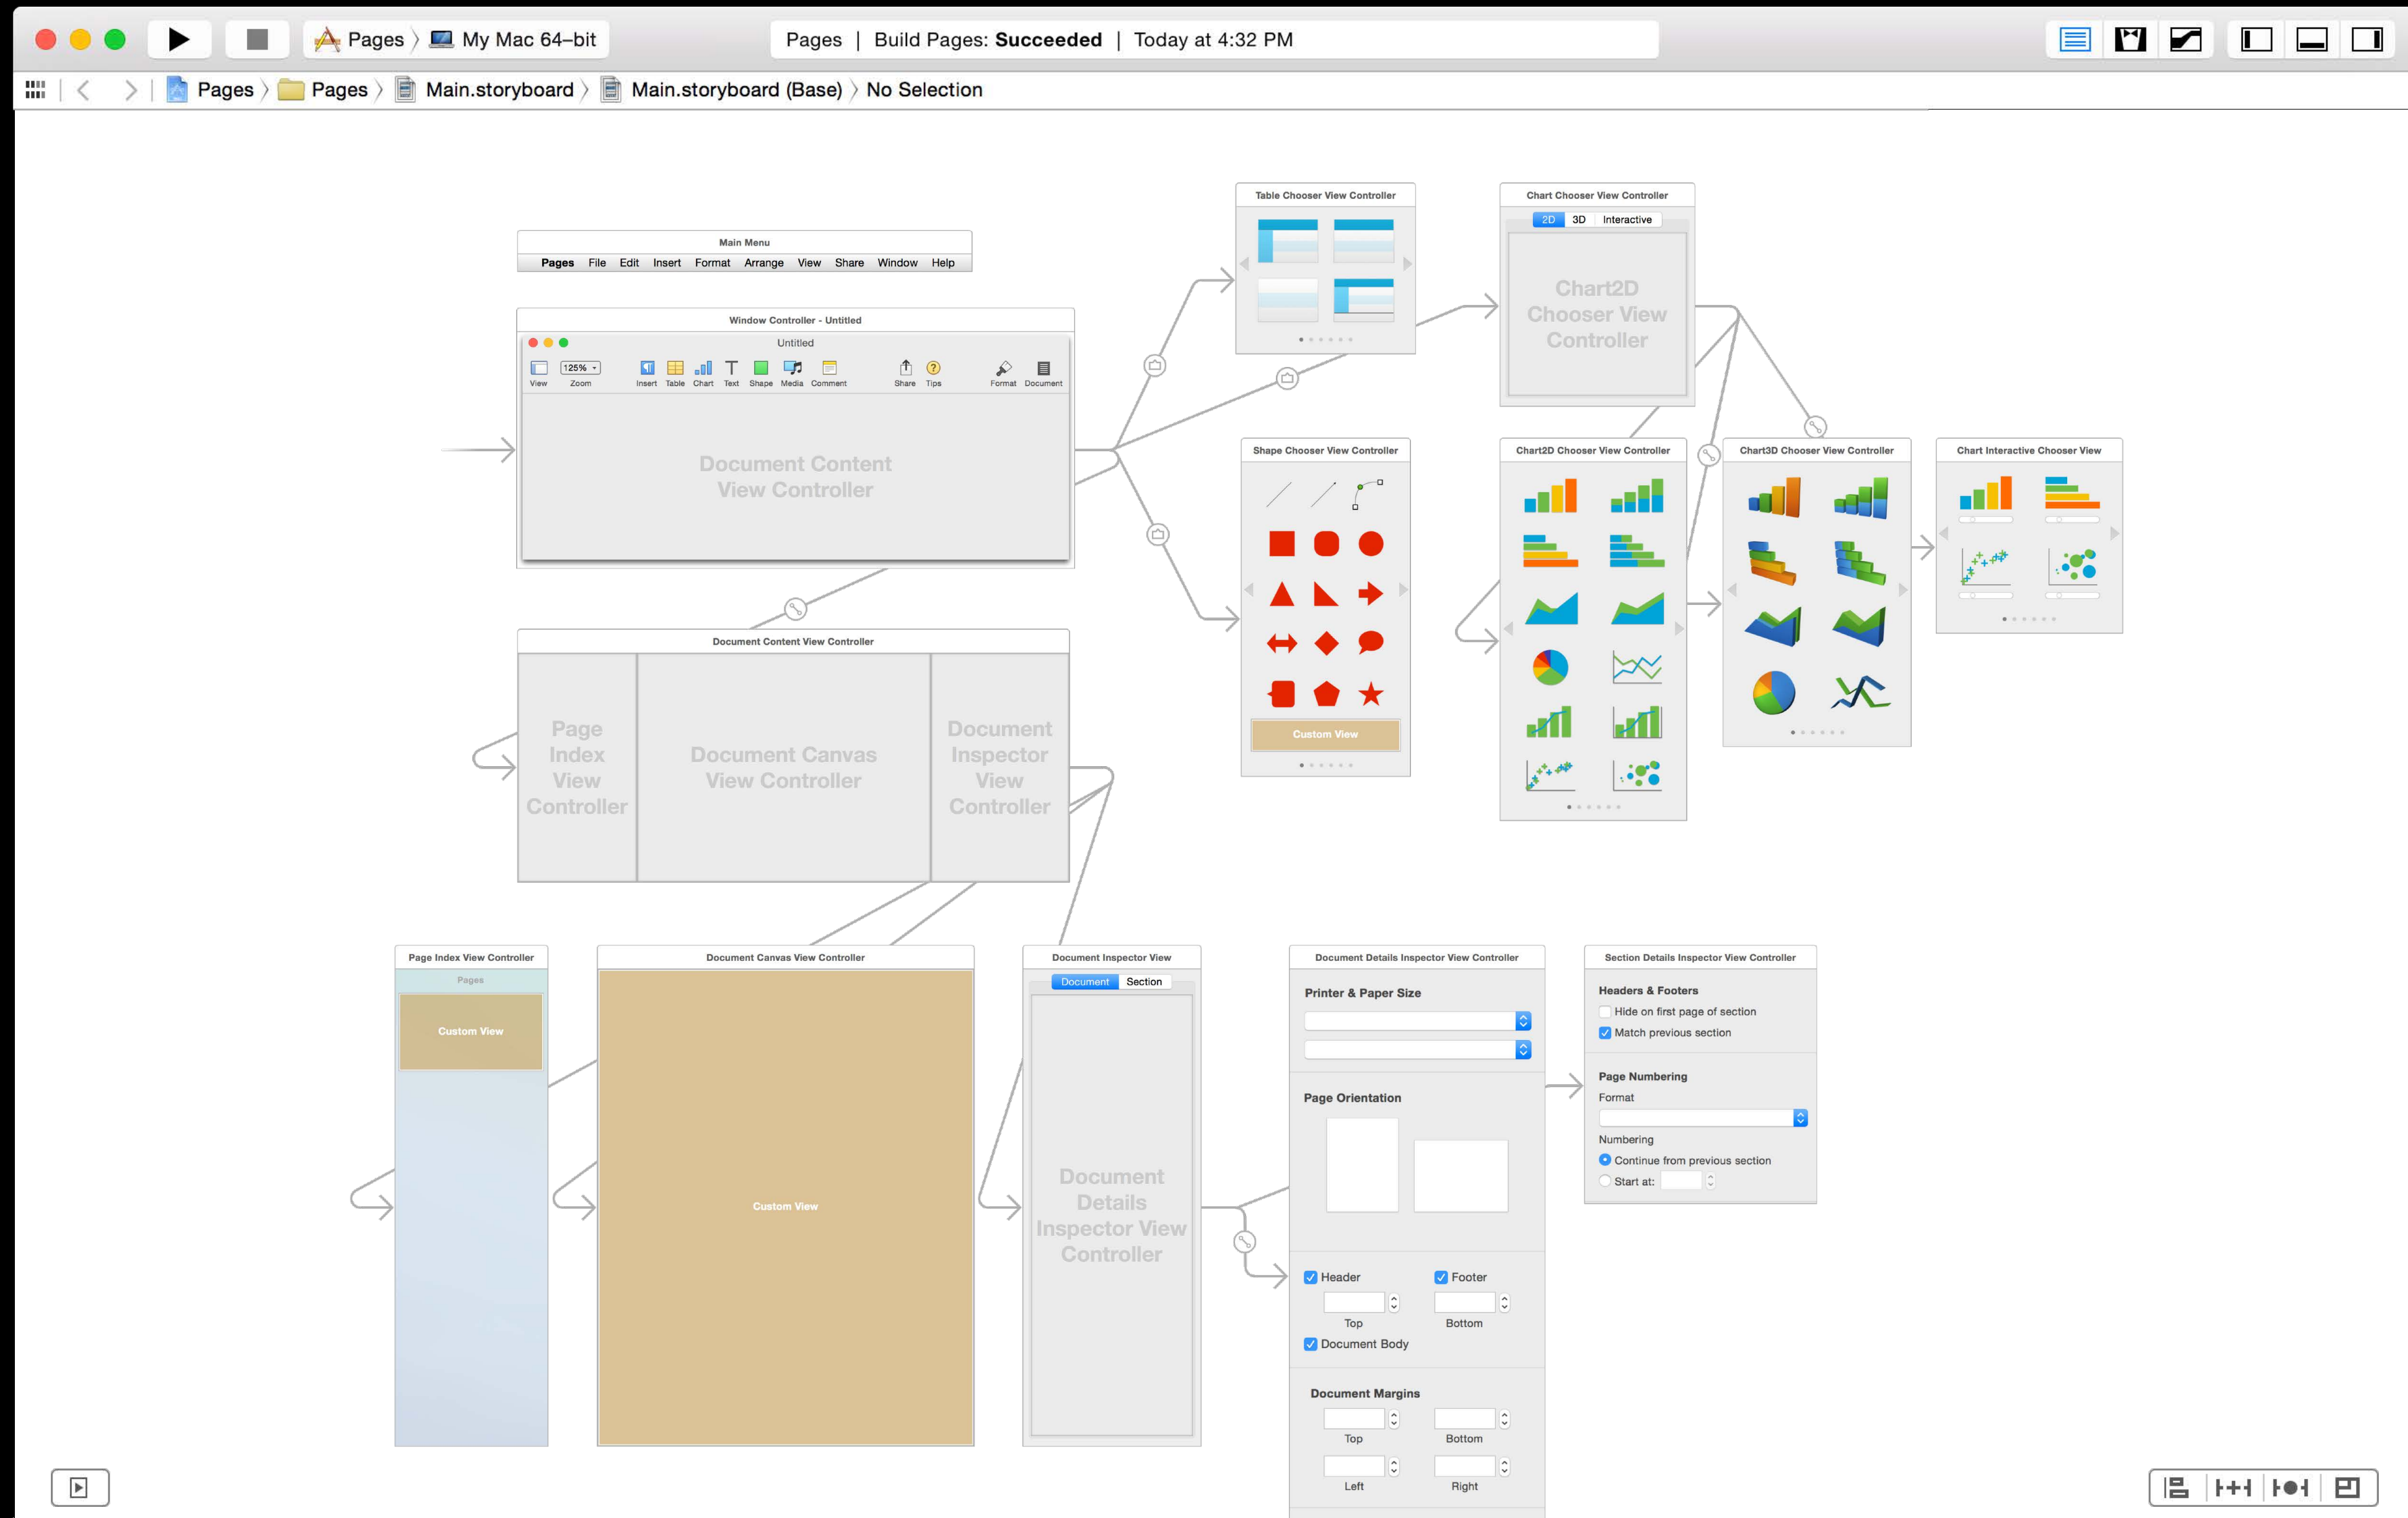 Pages
My Mac 64–bit
Pages | Build Pages: Succeeded | Today at 4:32 PM
Pages
Pages
Main.storyboard
Main.storyboard (Base)
No Selection
Main Menu
Pages File Edit Insert Format Arrange View Share Window Help
Window Controller - Untitled
Untitled
125%
View Zoom Insert Table Chart Text Shape Media Comment Share Tips Format Document
Document Content
View Controller
Table Chooser View Controller
Chart Chooser View Controller
2D 3D Interactive
Chart2D
Chooser View
Controller
Shape Chooser View Controller
Custom View
Chart2D Chooser View Controller
Chart3D Chooser View Controller
Chart Interactive Chooser View
Document Content View Controller
Page
Index
View
Controller
Document Canvas
View Controller
Document
Inspector
View
Controller
Page Index View Controller
Pages
Custom View
Document Canvas View Controller
Custom View
Document Inspector View
Document Section
Document
Details
Inspector View
Controller
Document Details Inspector View Controller
Printer & Paper Size
Page Orientation
Header Footer
Top Bottom
Document Body
Document Margins
Top Bottom
Left Right
Section Details Inspector View Controller
Headers & Footers
Hide on first page of section
Match previous section
Page Numbering
Format
Numbering
Continue from previous section
Start at: